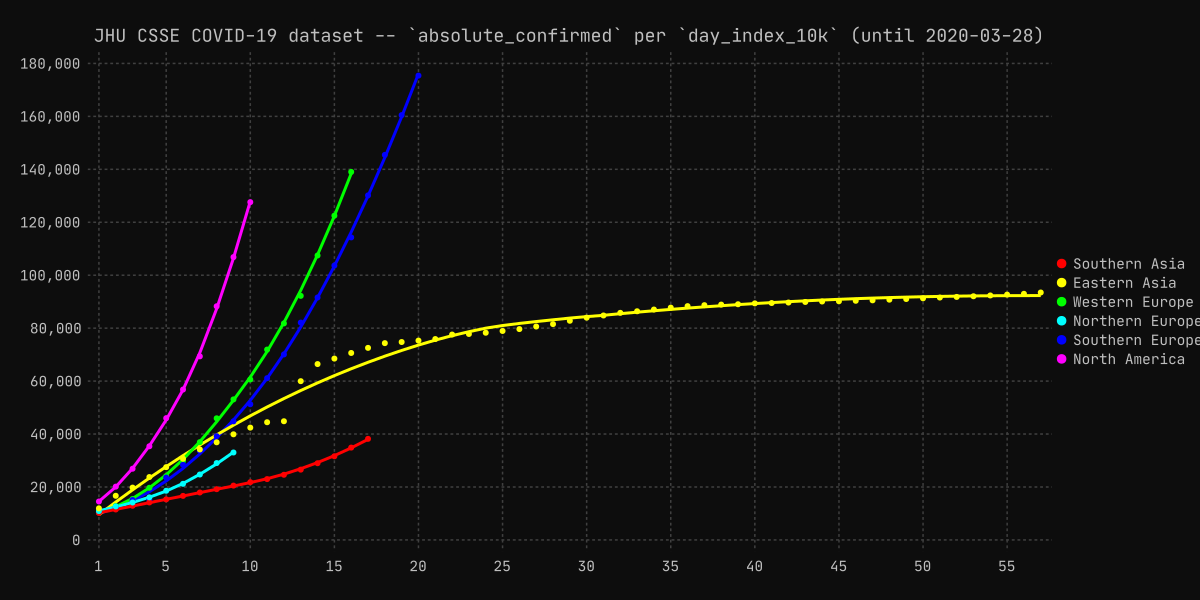 JHU CSSE COVID-19 dataset -- `absolute_confirmed` per `day_index_10k` (until 2020-03-28)
180,000
160,000
140,000
120,000
100,000
80,000
60,000
40,000
20,000
0
1 5 10 15 20 25 30 35 40 45 50 55
Southern Asia
Eastern Asia
Western Europe
Northern Europe
Southern Europe
North America